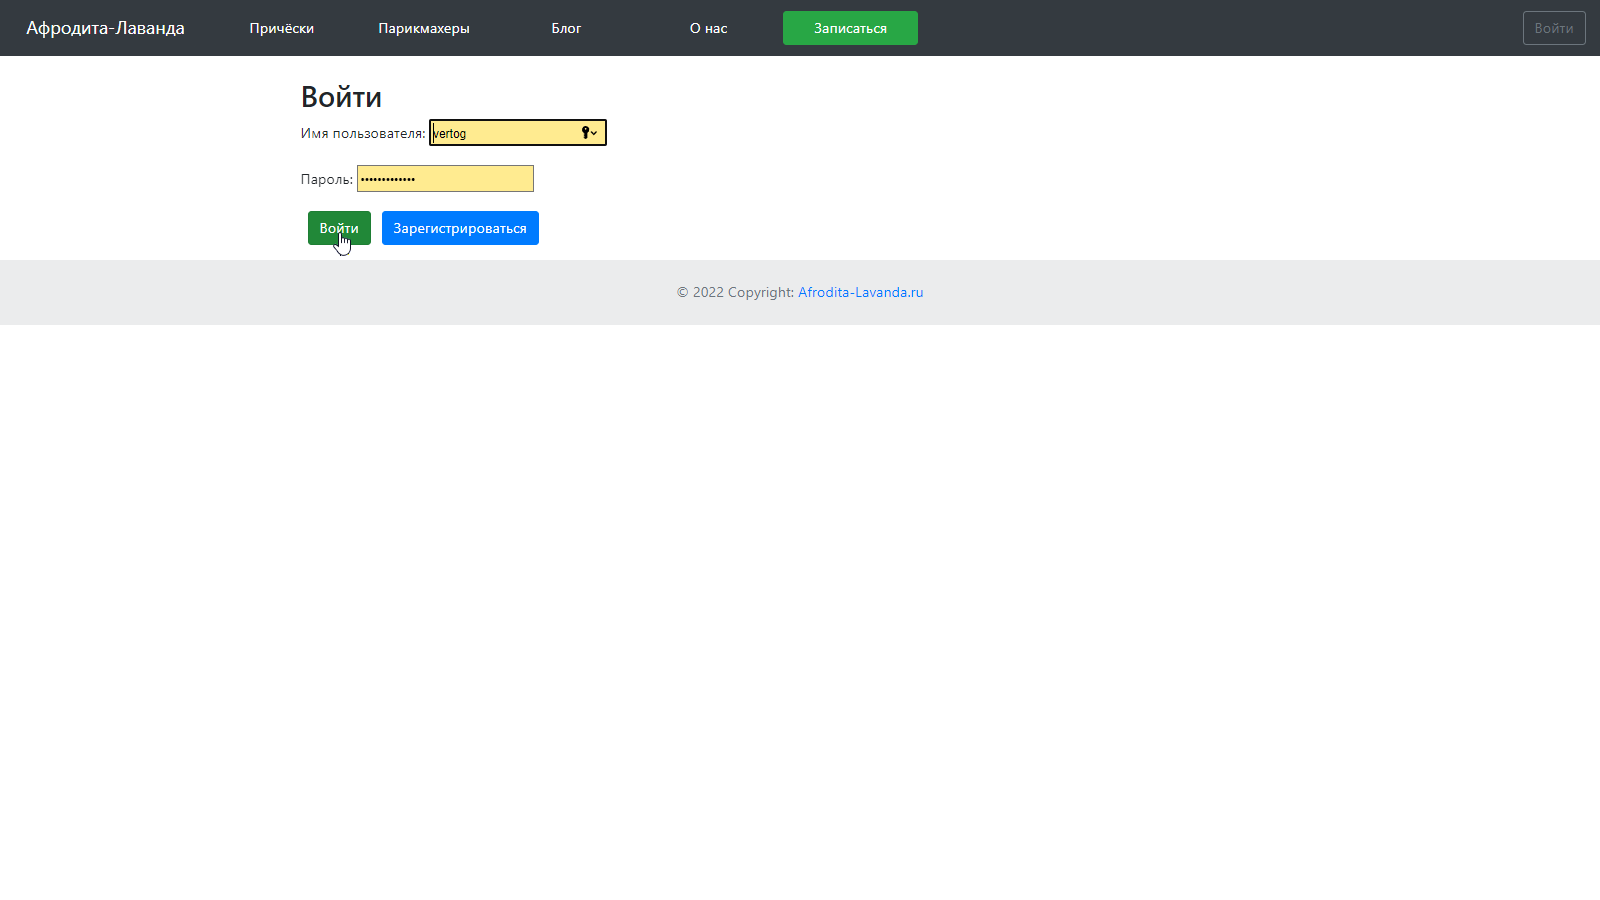 Афродита-Лаванда Причёски Парикмахеры Блог О нас Записаться Войти
Войти
Имя пользователя: vertog
Пароль: •••••••••••••
Войти Зарегистрироваться
© 2022 Copyright: Afrodita-Lavanda.ru